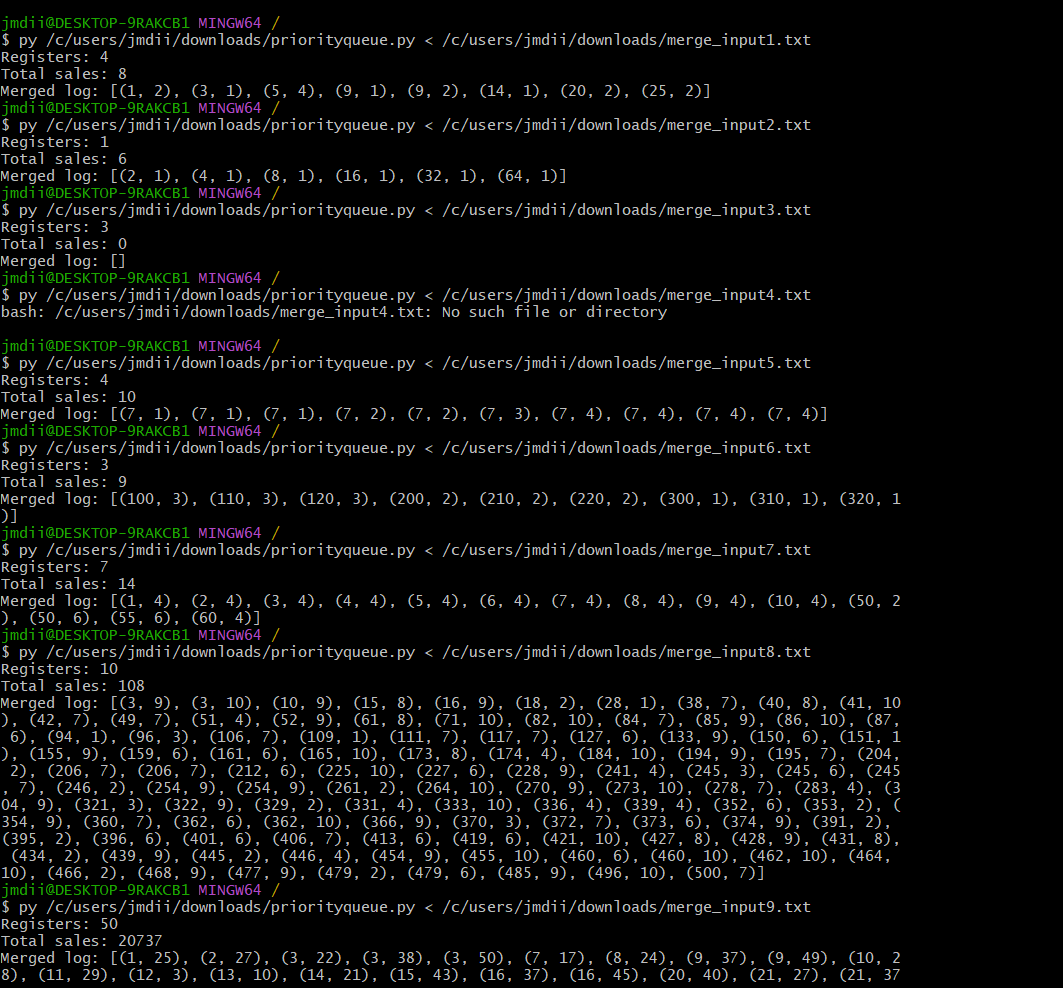 jmdii@DESKTOP-9RAKCB1 MINGW64 /
$ py /c/users/jmdii/downloads/priorityqueue.py < /c/users/jmdii/downloads/merge_input1.txt
Registers: 4
Total sales: 8
Merged log: [(1, 2), (3, 1), (5, 4), (9, 1), (9, 2), (14, 1), (20, 2), (25, 2)]
jmdii@DESKTOP-9RAKCB1 MINGW64 /
$ py /c/users/jmdii/downloads/priorityqueue.py < /c/users/jmdii/downloads/merge_input2.txt
Registers: 1
Total sales: 6
Merged log: [(2, 1), (4, 1), (8, 1), (16, 1), (32, 1), (64, 1)]
jmdii@DESKTOP-9RAKCB1 MINGW64 /
$ py /c/users/jmdii/downloads/priorityqueue.py < /c/users/jmdii/downloads/merge_input3.txt
Registers: 3
Total sales: 0
Merged log: []
jmdii@DESKTOP-9RAKCB1 MINGW64 /
$ py /c/users/jmdii/downloads/priorityqueue.py < /c/users/jmdii/downloads/merge_input4.txt
bash: /c/users/jmdii/downloads/merge_input4.txt: No such file or directory
jmdii@DESKTOP-9RAKCB1 MINGW64 /
$ py /c/users/jmdii/downloads/priorityqueue.py < /c/users/jmdii/downloads/merge_input5.txt
Registers: 4
Total sales: 10
Merged log: [(7, 1), (7, 1), (7, 1), (7, 2), (7, 2), (7, 3), (7, 4), (7, 4), (7, 4), (7, 4)]
jmdii@DESKTOP-9RAKCB1 MINGW64 /
$ py /c/users/jmdii/downloads/priorityqueue.py < /c/users/jmdii/downloads/merge_input6.txt
Registers: 3
Total sales: 9
Merged log: [(100, 3), (110, 3), (120, 3), (200, 2), (210, 2), (220, 2), (300, 1), (310, 1), (320, 1
)]
jmdii@DESKTOP-9RAKCB1 MINGW64 /
$ py /c/users/jmdii/downloads/priorityqueue.py < /c/users/jmdii/downloads/merge_input7.txt
Registers: 7
Total sales: 14
Merged log: [(1, 4), (2, 4), (3, 4), (4, 4), (5, 4), (6, 4), (7, 4), (8, 4), (9, 4), (10, 4), (50, 2
), (50, 6), (55, 6), (60, 4)]
jmdii@DESKTOP-9RAKCB1 MINGW64 /
$ py /c/users/jmdii/downloads/priorityqueue.py < /c/users/jmdii/downloads/merge_input8.txt
Registers: 10
Total sales: 108
Merged log: [(3, 9), (3, 10), (10, 9), (15, 8), (16, 9), (18, 2), (28, 1), (38, 7), (40, 8), (41, 10
), (42, 7), (49, 7), (51, 4), (52, 9), (61, 8), (71, 10), (82, 10), (84, 7), (85, 9), (86, 10), (87,
 6), (94, 1), (96, 3), (106, 7), (109, 1), (111, 7), (117, 7), (127, 6), (133, 9), (150, 6), (151, 1
), (155, 9), (159, 6), (161, 6), (165, 10), (173, 8), (174, 4), (184, 10), (194, 9), (195, 7), (204,
 2), (206, 7), (206, 7), (212, 6), (225, 10), (227, 6), (228, 9), (241, 4), (245, 3), (245, 6), (245
, 7), (246, 2), (254, 9), (254, 9), (261, 2), (264, 10), (270, 9), (273, 10), (278, 7), (283, 4), (3
04, 9), (321, 3), (322, 9), (329, 2), (331, 4), (333, 10), (336, 4), (339, 4), (352, 6), (353, 2), (
354, 9), (360, 7), (362, 6), (362, 10), (366, 9), (370, 3), (372, 7), (373, 6), (374, 9), (391, 2),
(395, 2), (396, 6), (401, 6), (406, 7), (413, 6), (419, 6), (421, 10), (427, 8), (428, 9), (431, 8),
 (434, 2), (439, 9), (445, 2), (446, 4), (454, 9), (455, 10), (460, 6), (460, 10), (462, 10), (464,
10), (466, 2), (468, 9), (477, 9), (479, 2), (479, 6), (485, 9), (496, 10), (500, 7)]
jmdii@DESKTOP-9RAKCB1 MINGW64 /
$ py /c/users/jmdii/downloads/priorityqueue.py < /c/users/jmdii/downloads/merge_input9.txt
Registers: 50
Total sales: 20737
Merged log: [(1, 25), (2, 27), (3, 22), (3, 38), (3, 50), (7, 17), (8, 24), (9, 37), (9, 49), (10, 2
8), (11, 29), (12, 3), (13, 10), (14, 21), (15, 43), (16, 37), (16, 45), (20, 40), (21, 27), (21, 37